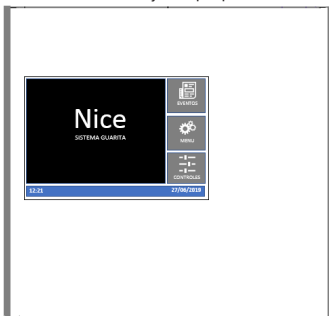 Nice
SISTEMA GUARITA
EVENTOS
MENU
CONTROLES
12:21
27/06/2019